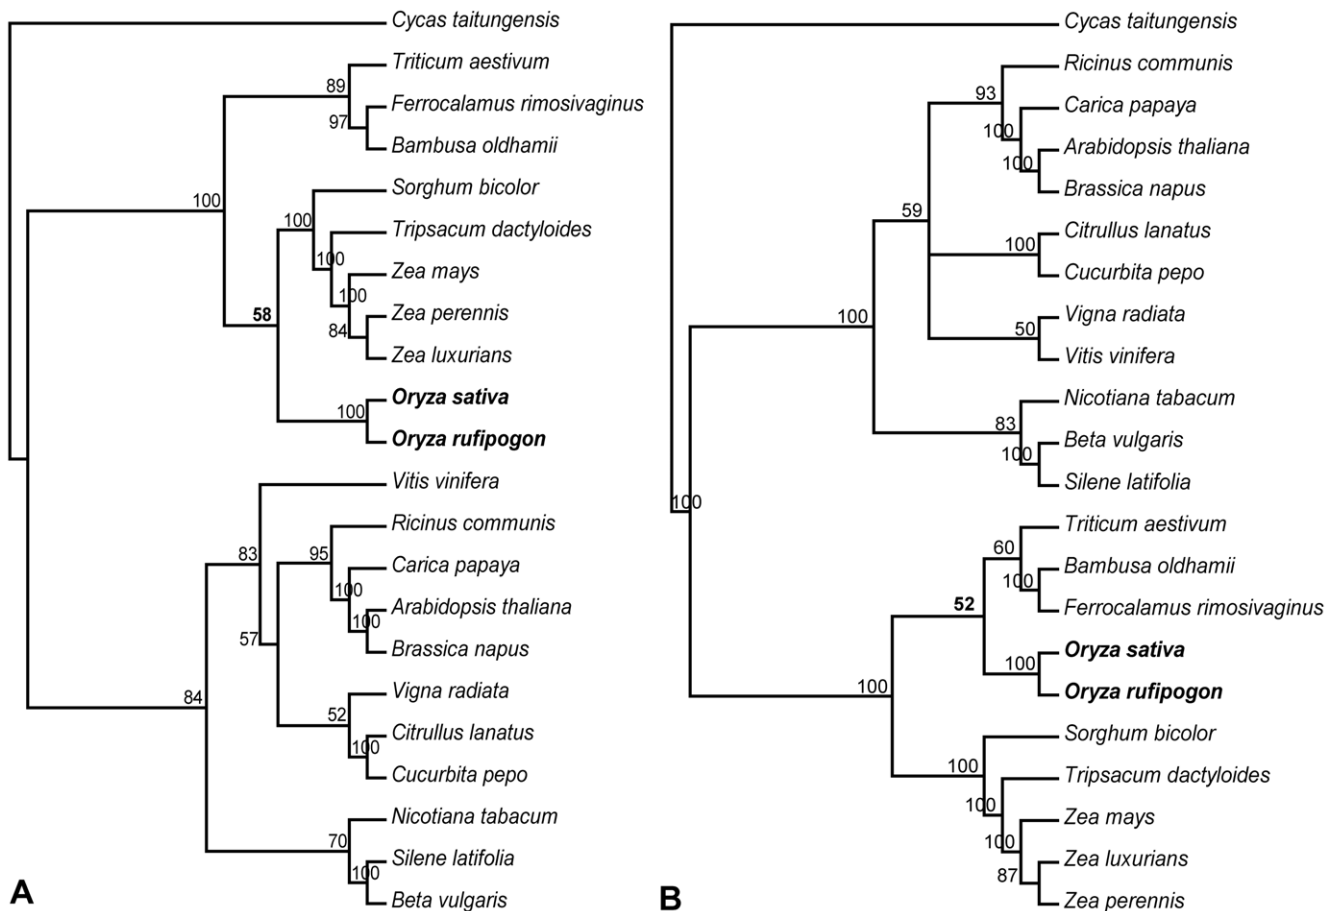 Cycas taitungensis
Triticum aestivum
89
Ferrocalamus rimosivaginus
97
Bambusa oldhamii
Sorghum bicolor
100
100
Tripsacum dactyloides
100
Zea mays
100
Zea perennis
58
84
Zea luxurians
Oryza sativa
100
Oryza rufipogon
Vitis vinifera
Ricinus communis
83
95
Carica papaya
100
Arabidopsis thaliana
100
57
Brassica napus
Vigna radiata
84
52
Citrullus lanatus
100
Cucurbita pepo
Nicotiana tabacum
70
Silene latifolia
100
Beta vulgaris
A
Cycas taitungensis
Ricinus communis
93
Carica papaya
100
Arabidopsis thaliana
100
Brassica napus
59
Citrullus lanatus
100
Cucurbita pepo
Vigna radiata
100
50
Vitis vinifera
Nicotiana tabacum
83
Beta vulgaris
100
Silene latifolia
100
Triticum aestivum
60
Bambusa oldhamii
100
52
Ferrocalamus rimosivaginus
Oryza sativa
100
100
Oryza rufipogon
Sorghum bicolor
100
Tripsacum dactyloides
100
Zea mays
100
Zea luxurians
87
Zea perennis
B